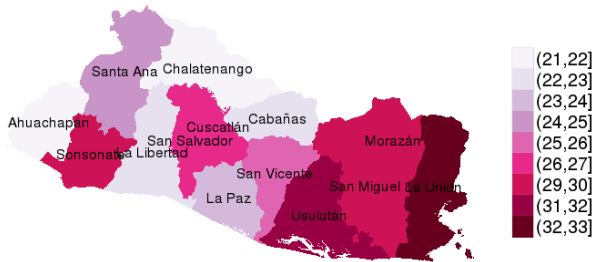 Santa Ana
Chalatenango
Ahuachapán
Cabañas
Cuscatlán
San Salvador
Morazán
Sonsonate
La Libertad
San Vicente
San Miguel
La Unión
La Paz
Usulután
(21,22]
(22,23]
(23,24]
(24,25]
(25,26]
(26,27]
(29,30]
(31,32]
(32,33]